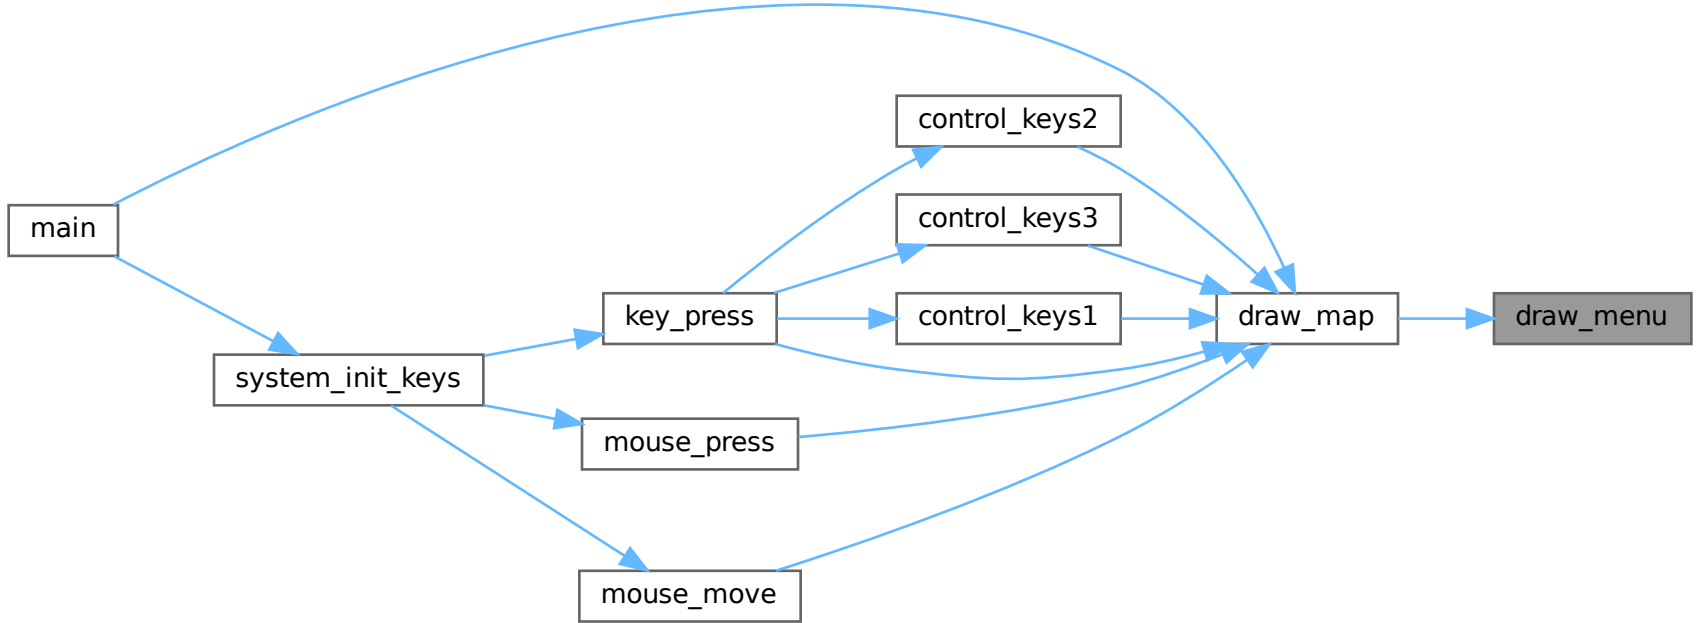 main
system_init_keys
key_press
mouse_press
mouse_move
control_keys2
control_keys3
control_keys1
draw_map
draw_menu